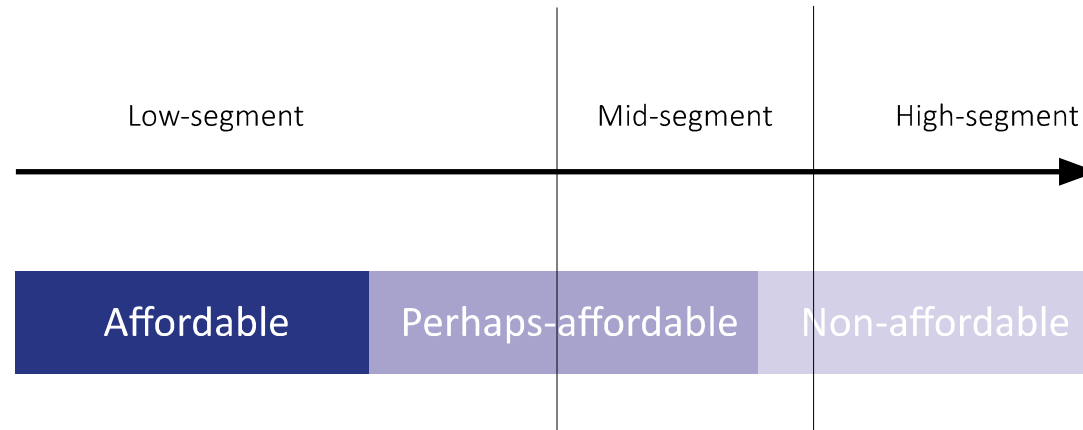 Low-segment
Mid-segment
High-segment
Affordable
Perhaps-affordable
Non-affordable